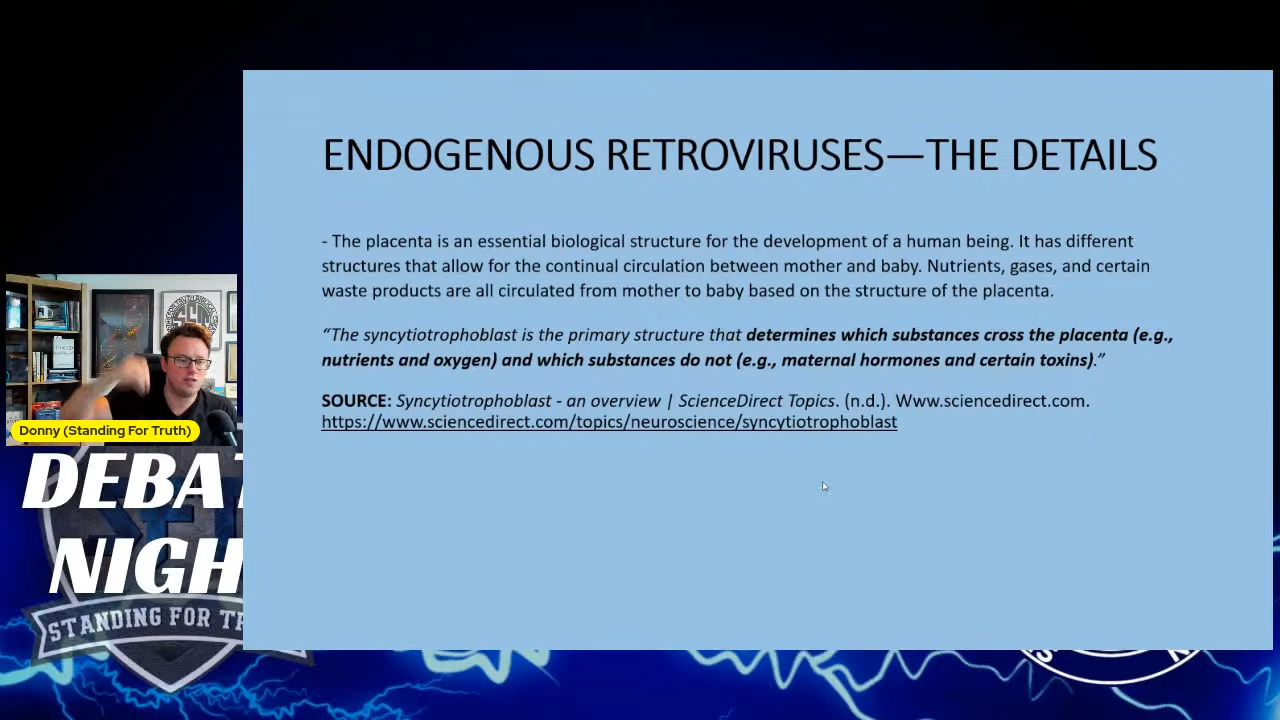 ENDOGENOUS RETROVIRUSES—THE DETAILS
- The placenta is an essential biological structure for the development of a human being. It has different
structures that allow for the continual circulation between mother and baby. Nutrients, gases, and certain
waste products are all circulated from mother to baby based on the structure of the placenta.
“The syncytiotrophoblast is the primary structure that determines which substances cross the placenta (e.g.,
nutrients and oxygen) and which substances do not (e.g., maternal hormones and certain toxins).”
SOURCE: Syncytiotrophoblast - an overview | ScienceDirect Topics. (n.d.). Www.sciencedirect.com.
https://www.sciencedirect.com/topics/neuroscience/syncytiotrophoblast
Donny (Standing For Truth)
DEBAT
NIGH
STANDING FOR TR